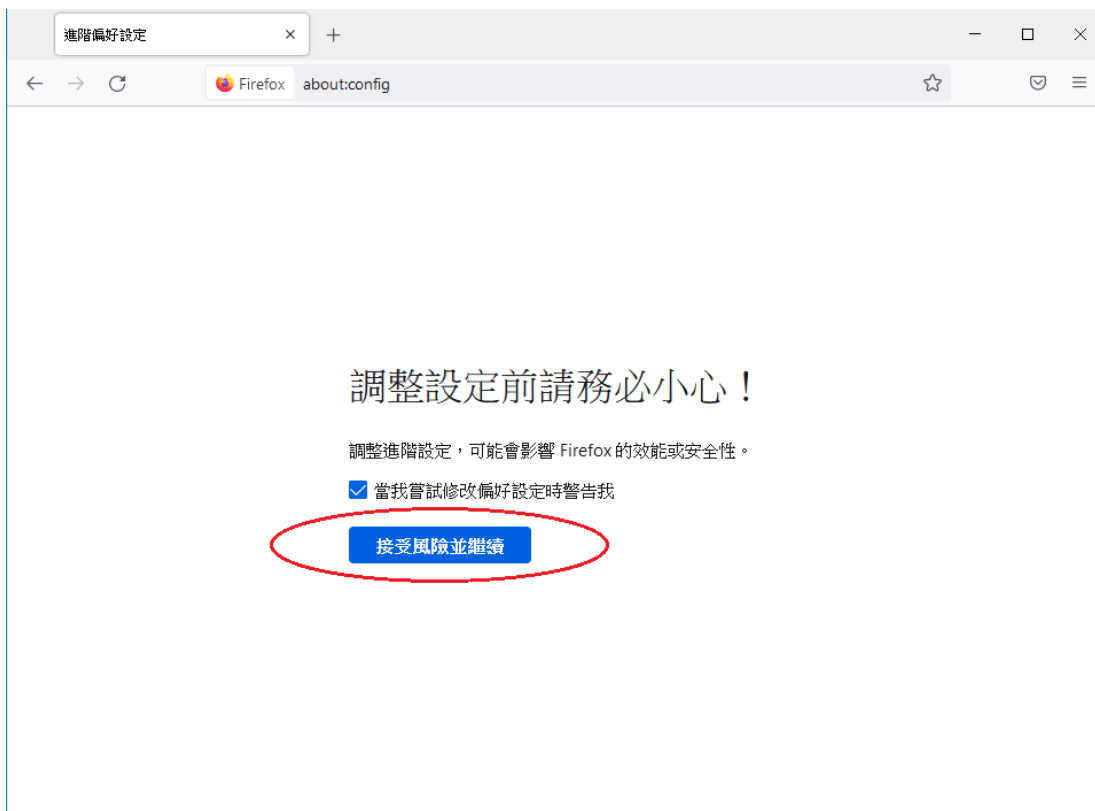 進階偏好設定
Firefox about:config
調整設定前請務必小心！
調整進階設定，可能會影響 Firefox 的效能或安全性。
當我嘗試修改偏好設定時警告我
接受風險並繼續